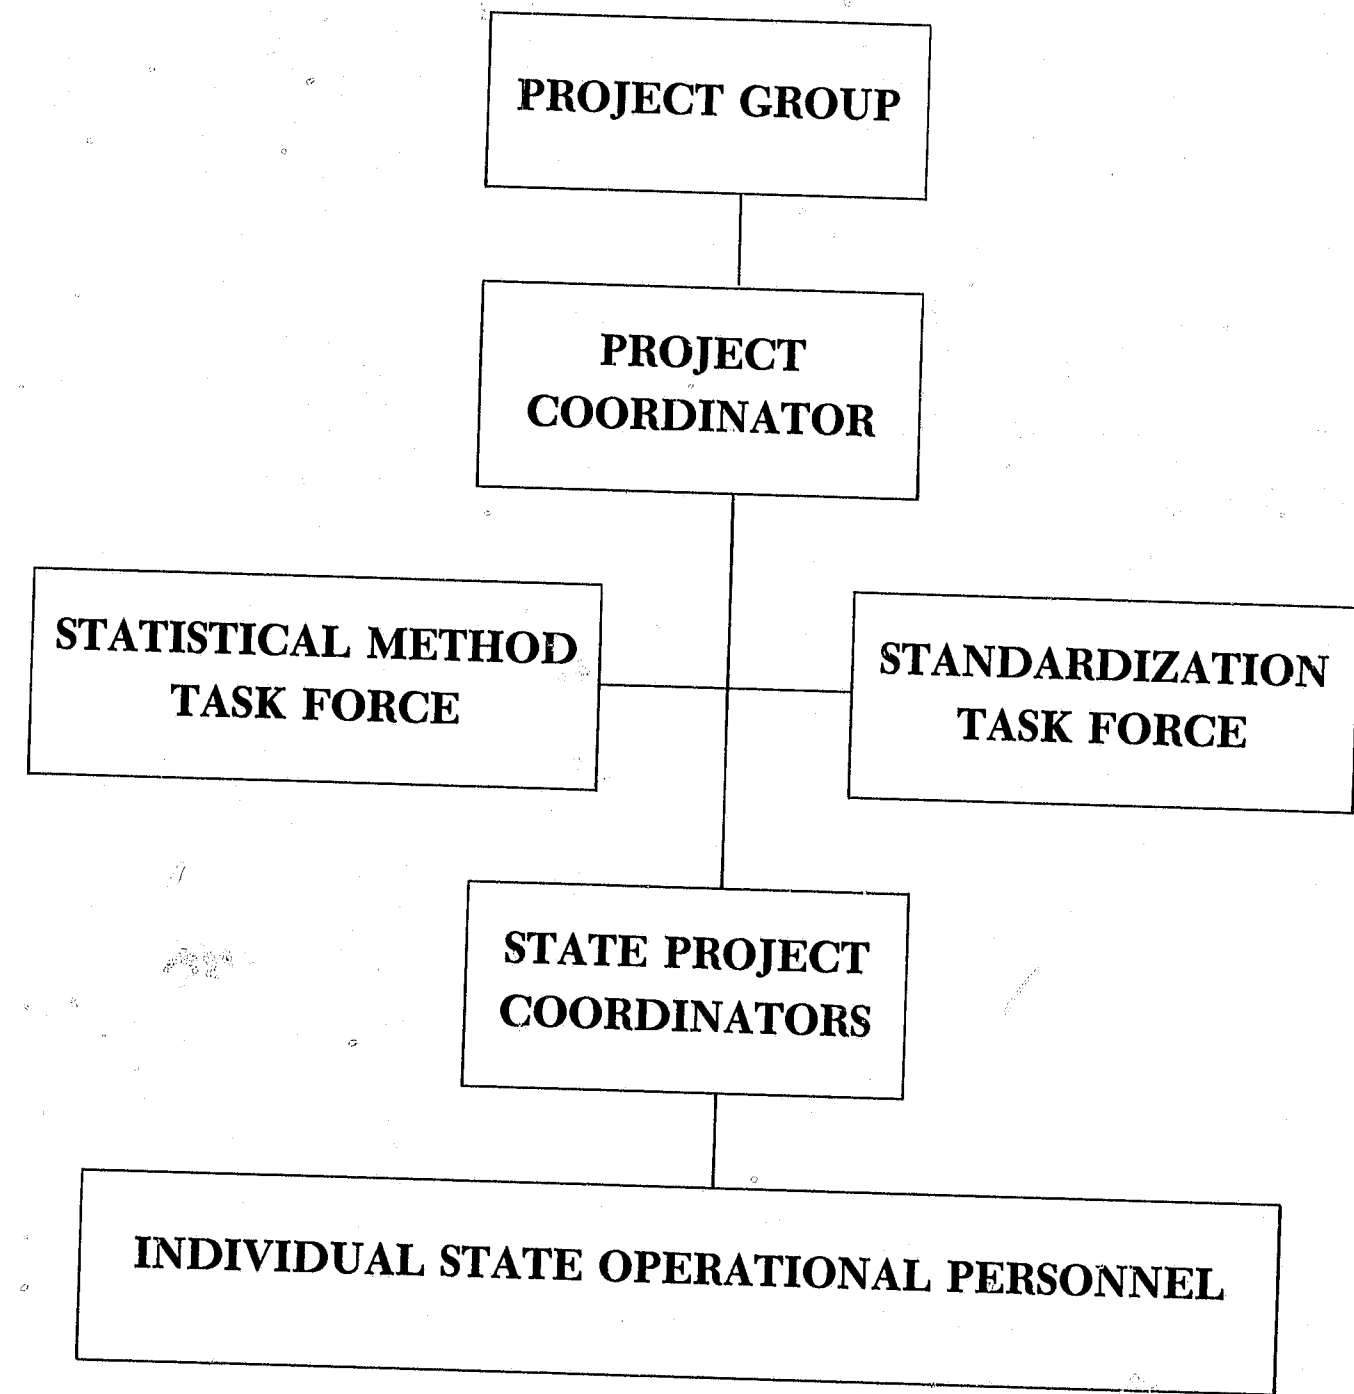 PROJECT GROUP
PROJECT
COORDINATOR
STATISTICAL METHOD
TASK FORCE
STANDARDIZATION
TASK FORCE
STATE PROJECT
COORDINATORS
INDIVIDUAL STATE OPERATIONAL PERSONNEL